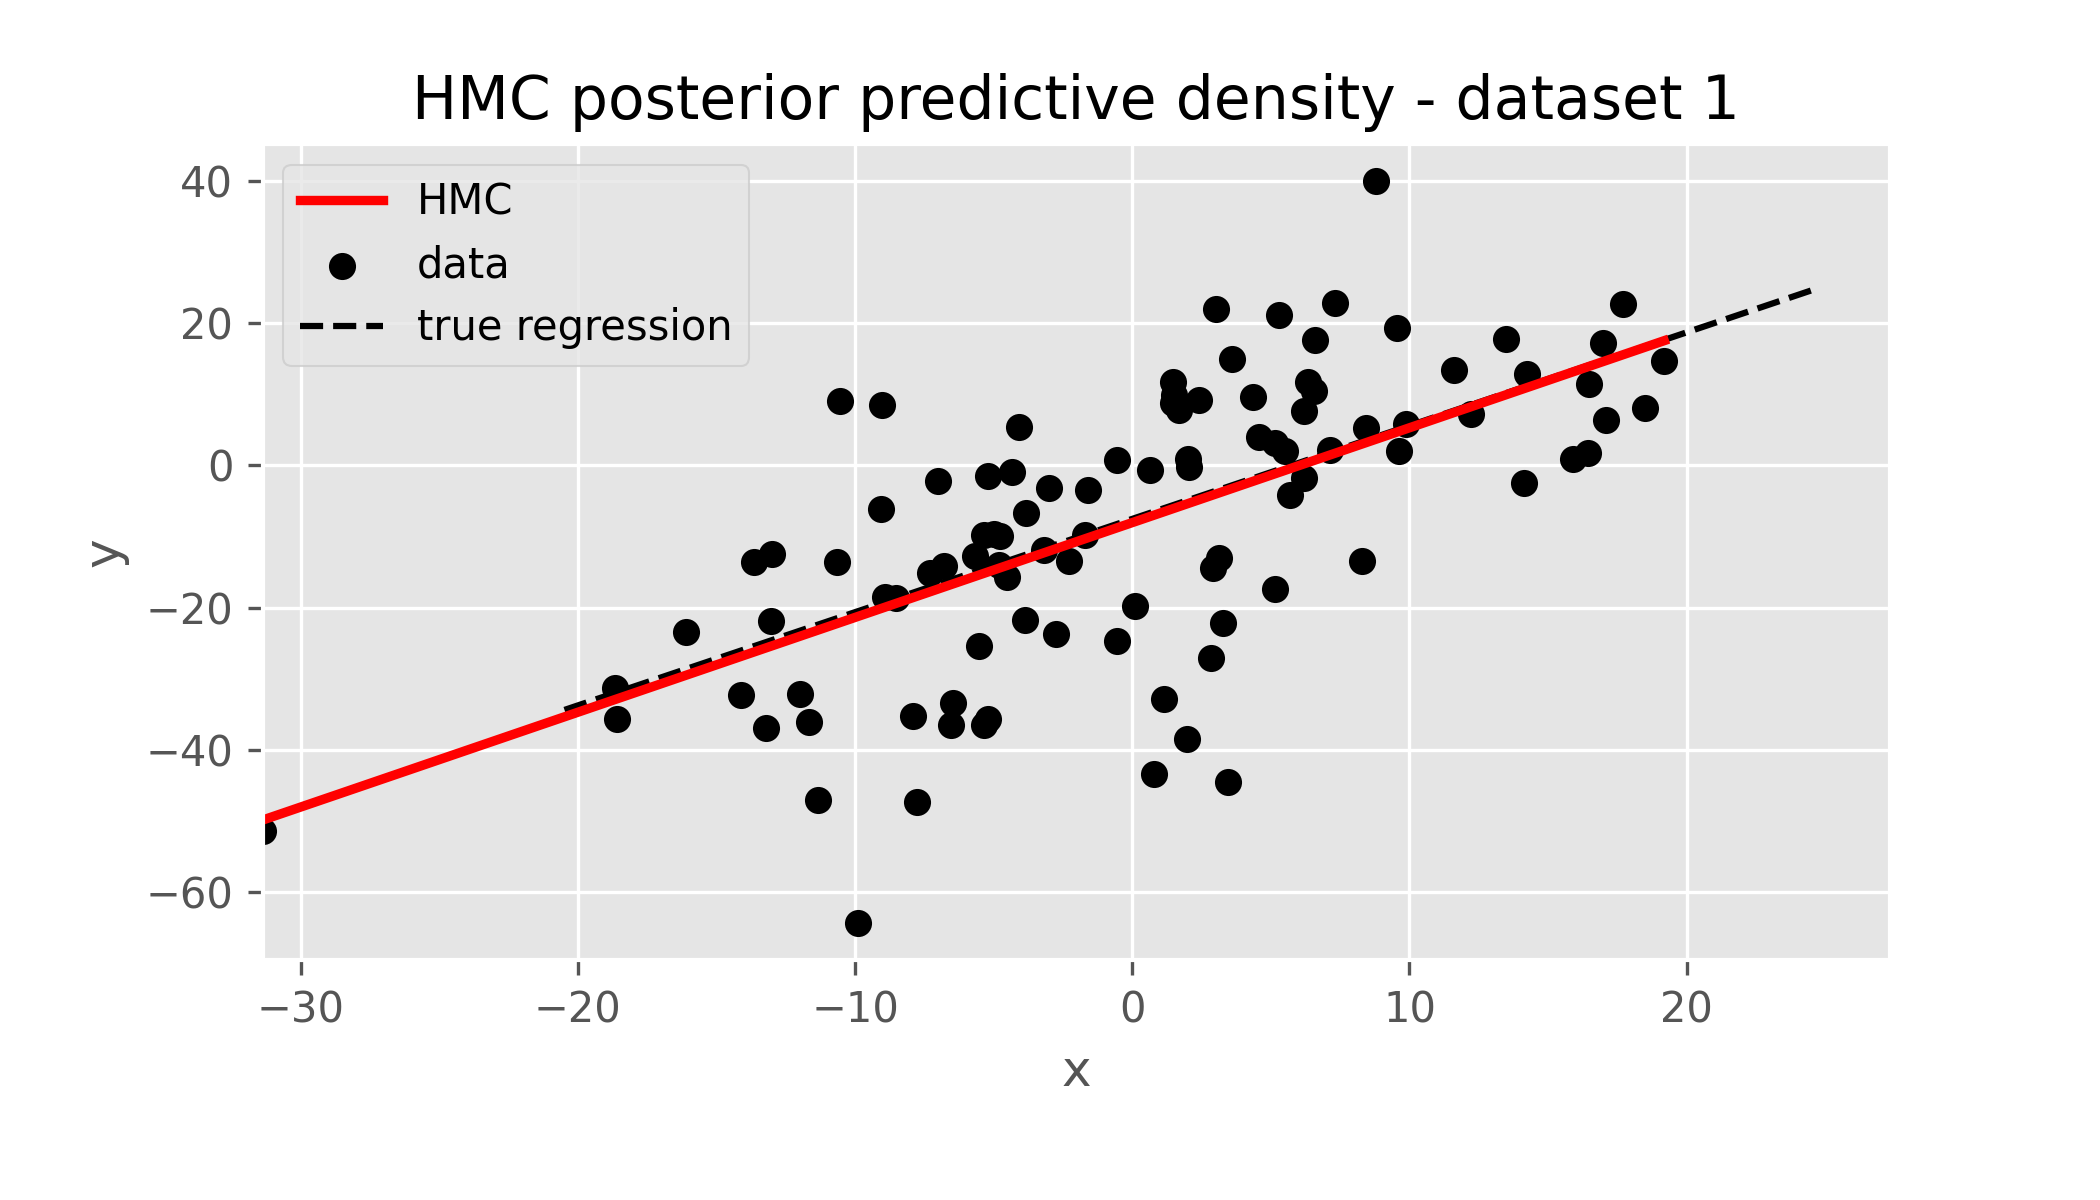 HMC posterior predictive density - dataset 1
HMC
data
true regression
40
20
0
−20
−40
−60
y
−30 −20 −10 0 10 20
x